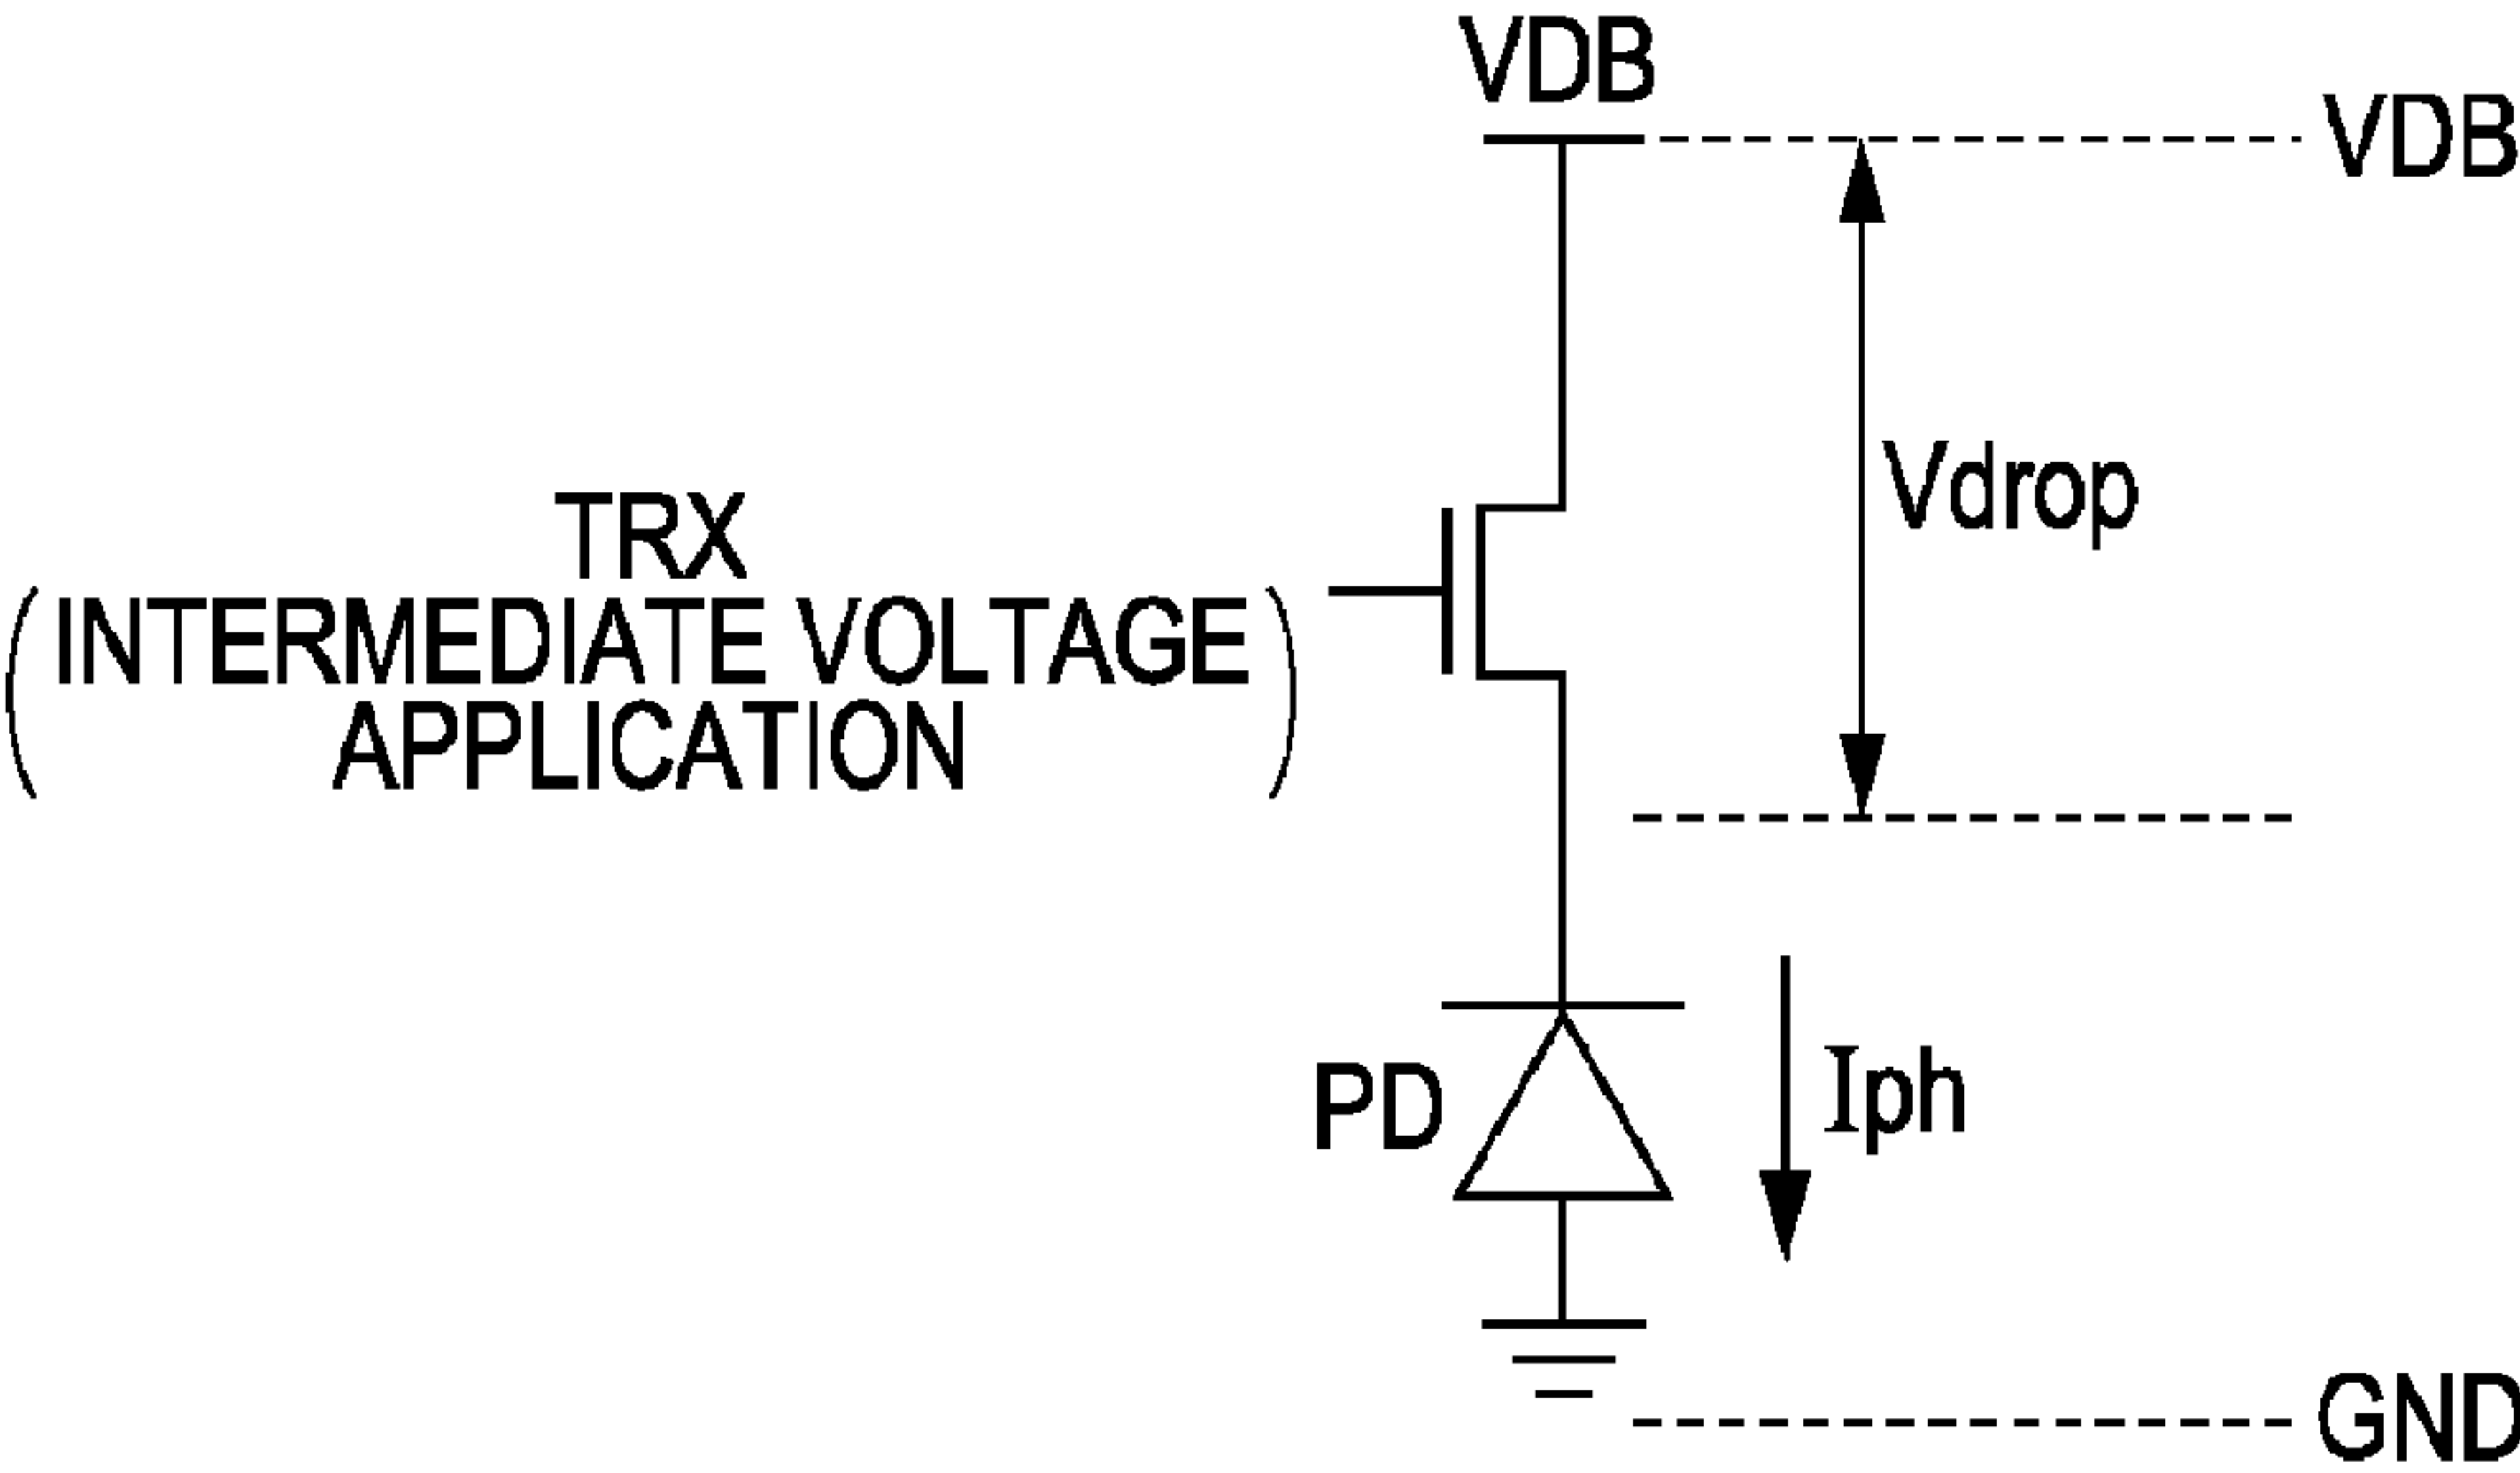 VDB
VDB
Vdrop
TRX
(INTERMEDIATE VOLTAGE
APPLICATION)
PD
Iph
GND